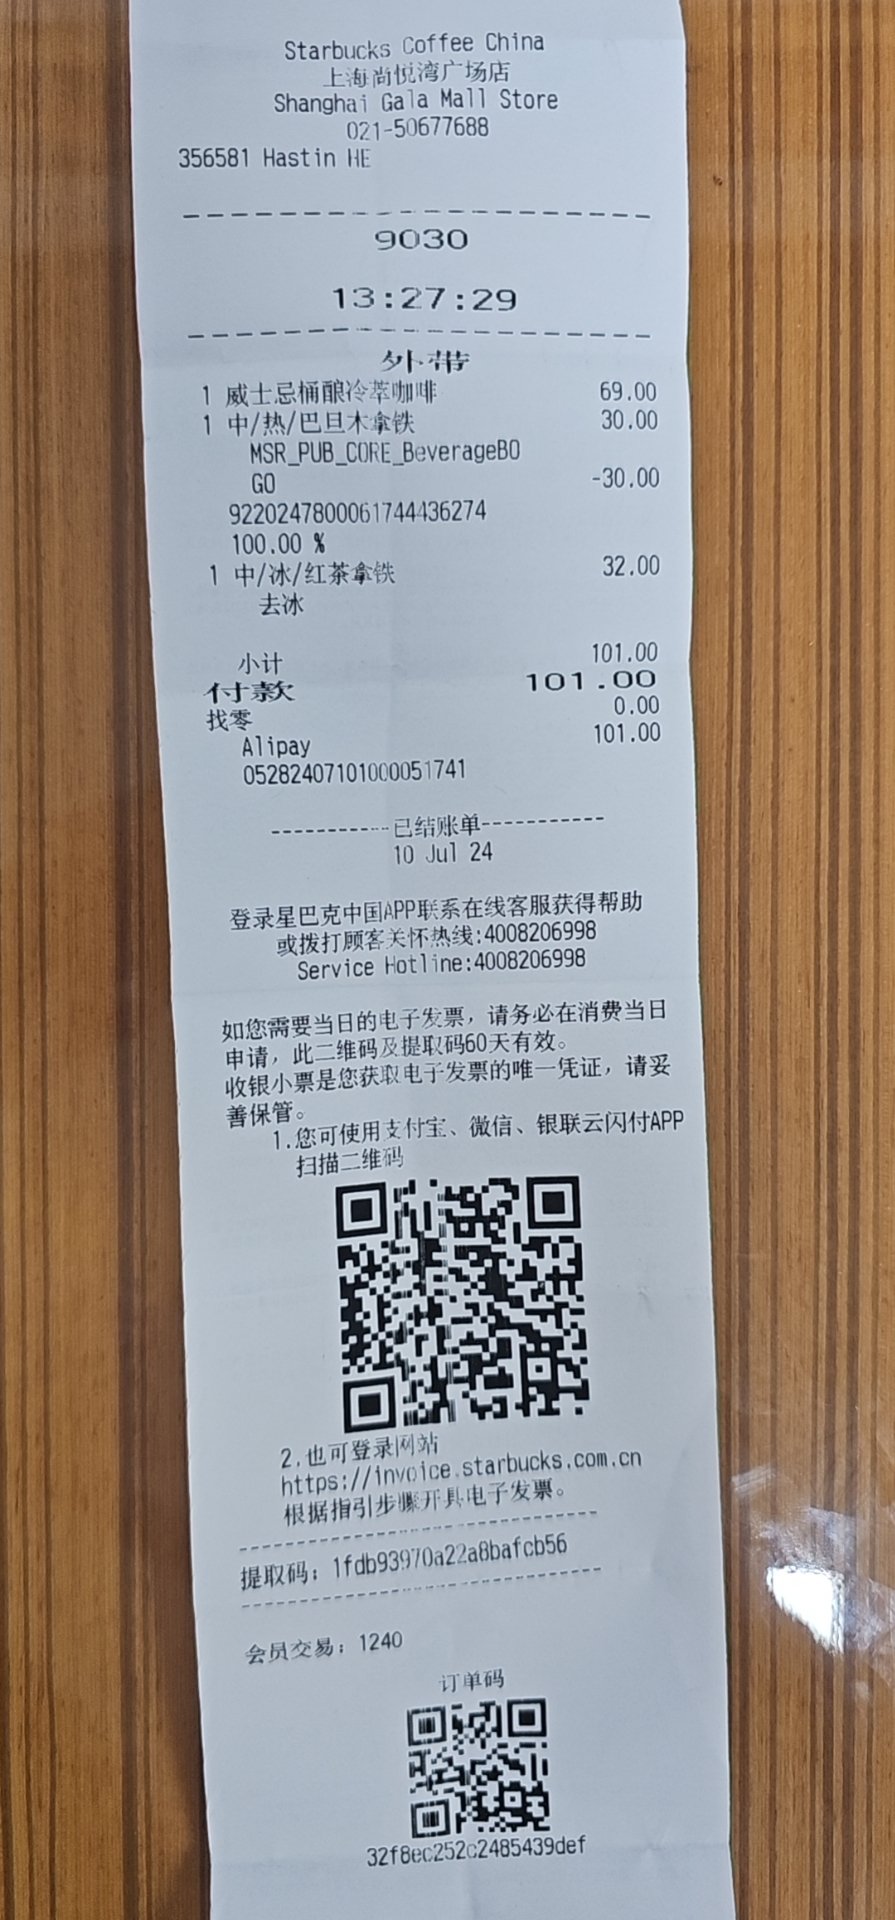 Starbucks Coffee China
上海尚悦湾广场店
Shanghai Gala Mall Store
021-50677688
356581 Hastin HE
9030
13:27:29
外带
1 威士忌桶酿冷萃咖啡 69.00
1 中/热/巴旦木拿铁 30.00
MSR_PUB_CORE_BeverageBO
GO -30.00
9220247800061744436274
100.00 %
1 中/冰/红茶拿铁 32.00
去冰
小计 101.00
付款 101.00
找零 0.00
Alipay 101.00
05282407101000051741
-----------已结账单-----------
10 Jul 24
登录星巴克中国APP联系在线客服获得帮助
或拨打顾客关怀热线:4008206998
Service Hotline:4008206998
如您需要当日的电子发票，请务必在消费当日
申请，此二维码及提取码60天有效。
收银小票是您获取电子发票的唯一凭证，请妥
善保管。
1.您可使用支付宝、微信、银联云闪付APP
扫描二维码
2.也可登录网站
https://invoice.starbucks.com.cn
根据指引步骤开具电子发票。
提取码：1fdb93970a22a8bafcb56
会员交易：1240
订单码
32f8ec252c2485439def